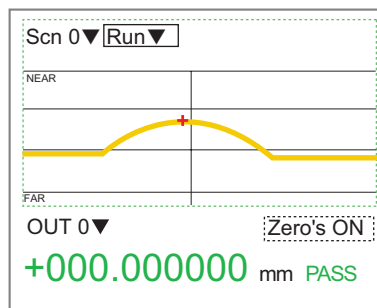 Scn 0▼ Run▼
NEAR
FAR
OUT 0▼ Zero's ON
+000.000000 mm PASS